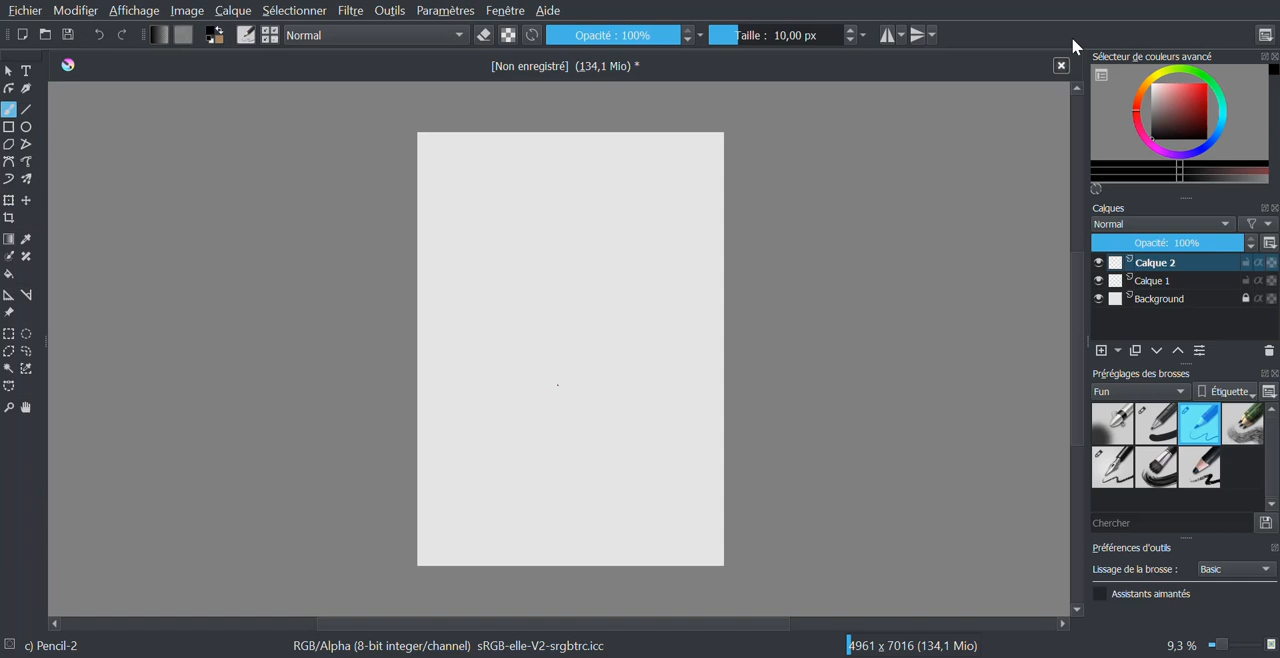 Fichier Modifier Affichage Image Calque Sélectionner Filtre Outils Paramètres Fenêtre Aide
Normal Opacité : 100% Taille : 10,00 px
[Non enregistré] (134,1 Mio) *
Sélecteur de couleurs avancé
Calques
Normal
Opacité: 100%
Calque 2
Calque 1
Background
Préréglages des brosses
Fun Étiquette
Chercher
Préférences d'outils
Lissage de la brosse : Basic
Assistants aimantés
c) Pencil-2 RGB/Alpha (8-bit integer/channel) sRGB-elle-V2-srgbtrc.icc 4961 x 7016 (134,1 Mio) 9,3 %